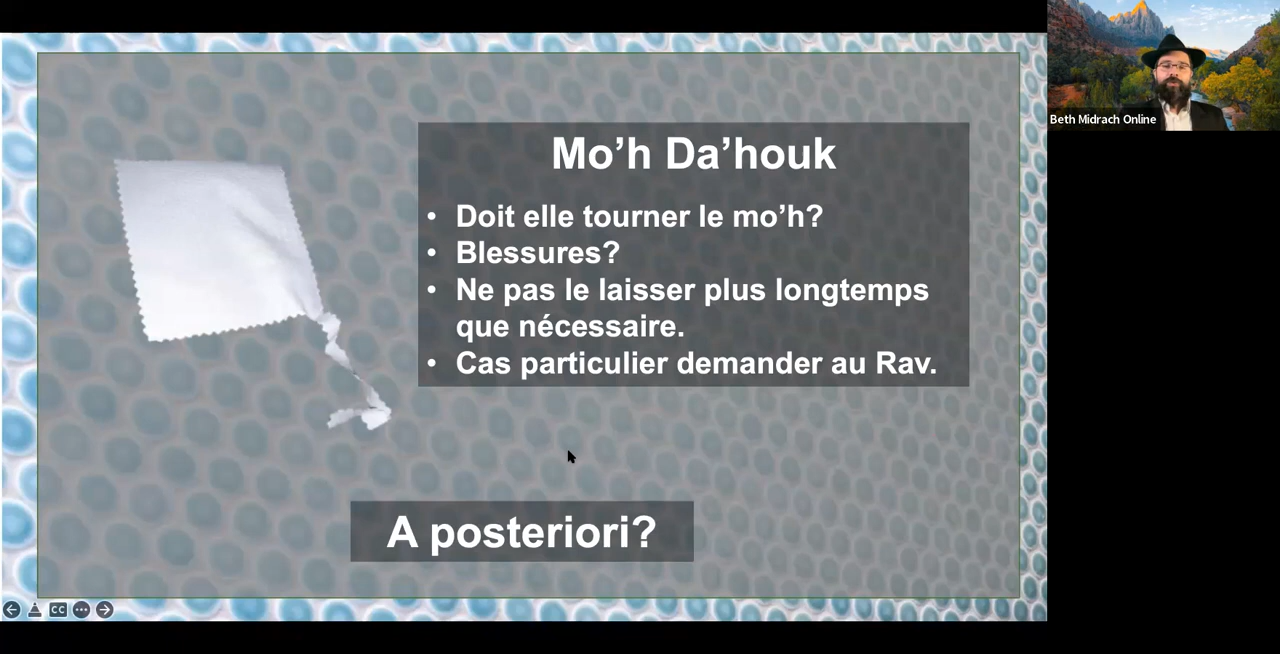 Mo’h Da’houk
• Doit elle tourner le mo’h?
• Blessures?
• Ne pas le laisser plus longtemps
que nécessaire.
• Cas particulier demander au Rav.
A posteriori?
Beth Midrach Online
CC